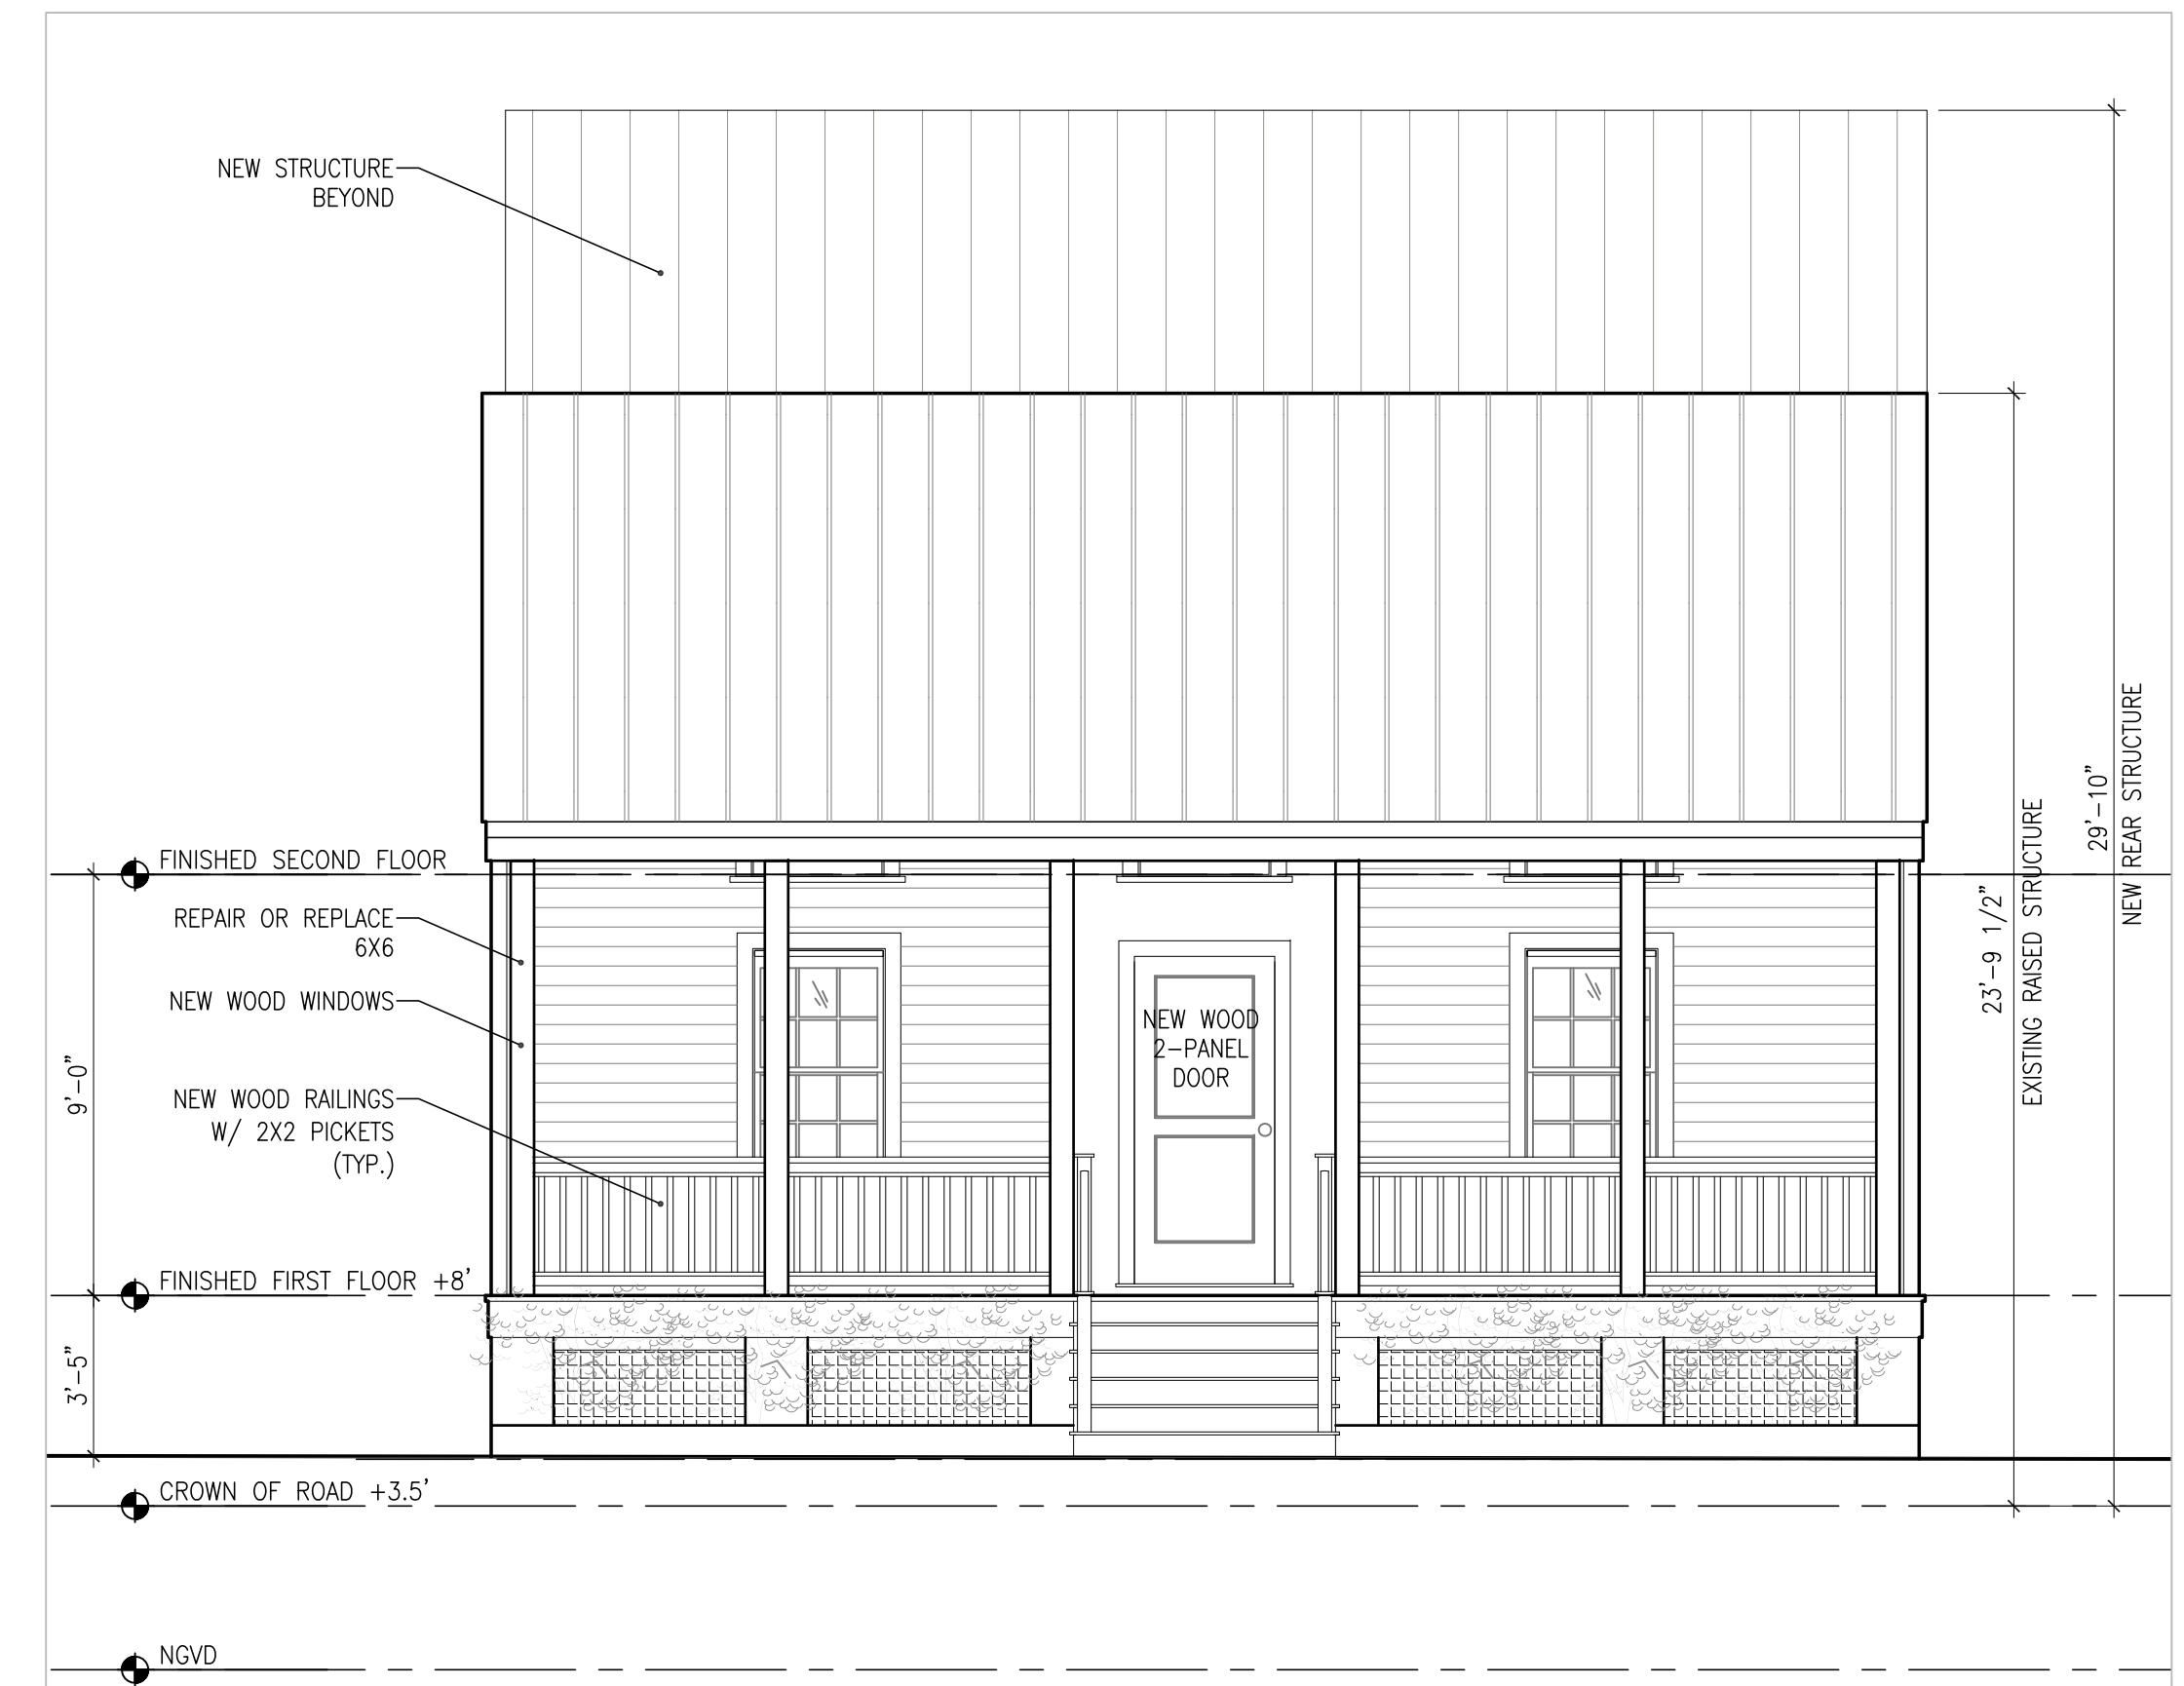 NEW STRUCTURE
BEYOND
FINISHED SECOND FLOOR
REPAIR OR REPLACE
6X6
NEW WOOD WINDOWS
NEW WOOD RAILINGS
W/ 2X2 PICKETS
(TYP.)
9'-0"
FINISHED FIRST FLOOR +8'
3'-5"
CROWN OF ROAD +3.5'
NGVD
NEW WOOD
2-PANEL
DOOR
23'-9 1/2"
EXISTING RAISED STRUCTURE
29'-10"
NEW REAR STRUCTURE